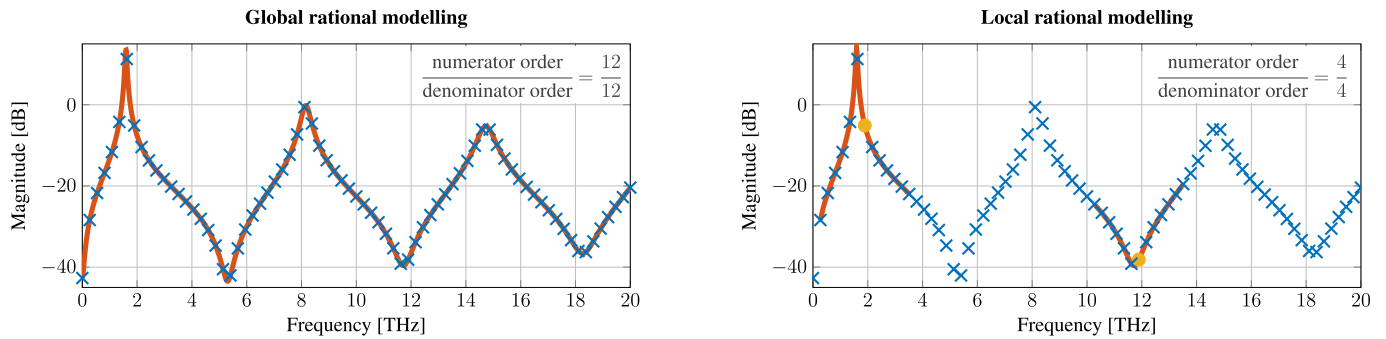 Global rational modelling
numerator order
denominator order
=
12
12
0
−20
−40
Magnitude [dB]
0 2 4 6 8 10 12 14 16 18 20
Frequency [THz]
Local rational modelling
numerator order
denominator order
=
4
4
0
−20
−40
Magnitude [dB]
0 2 4 6 8 10 12 14 16 18 20
Frequency [THz]